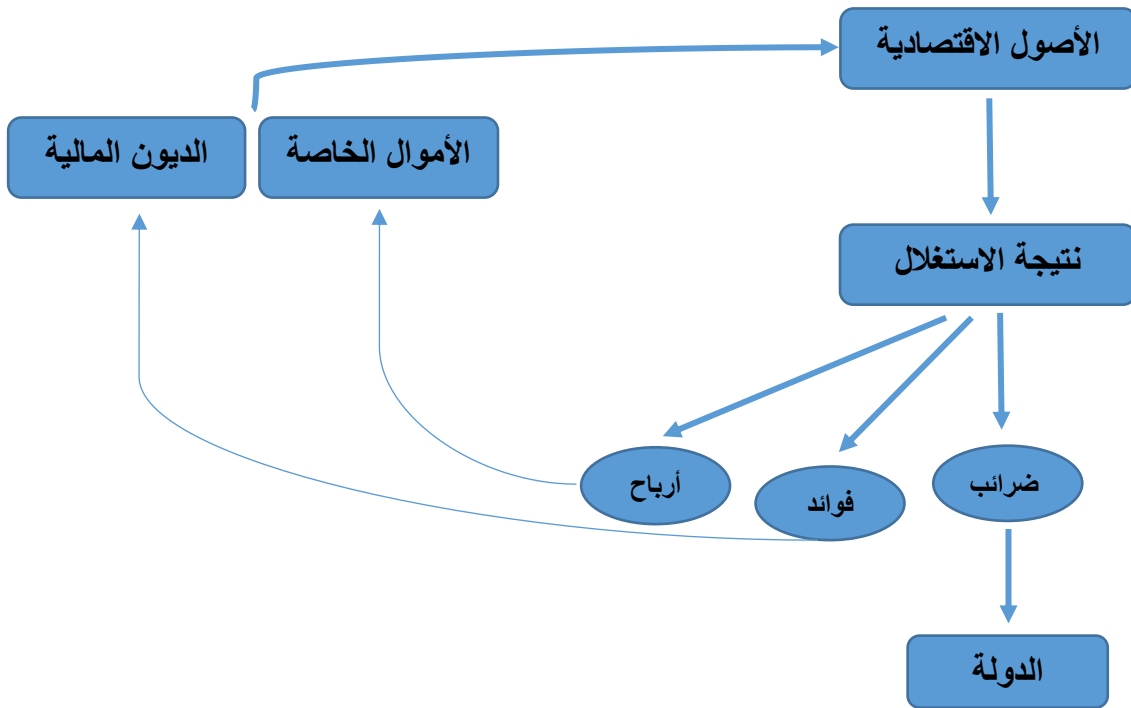 الأصول الاقتصادية
الأموال الخاصة
الديون المالية
نتيجة الاستغلال
ضرائب
فوائد
أرباح
الدولة